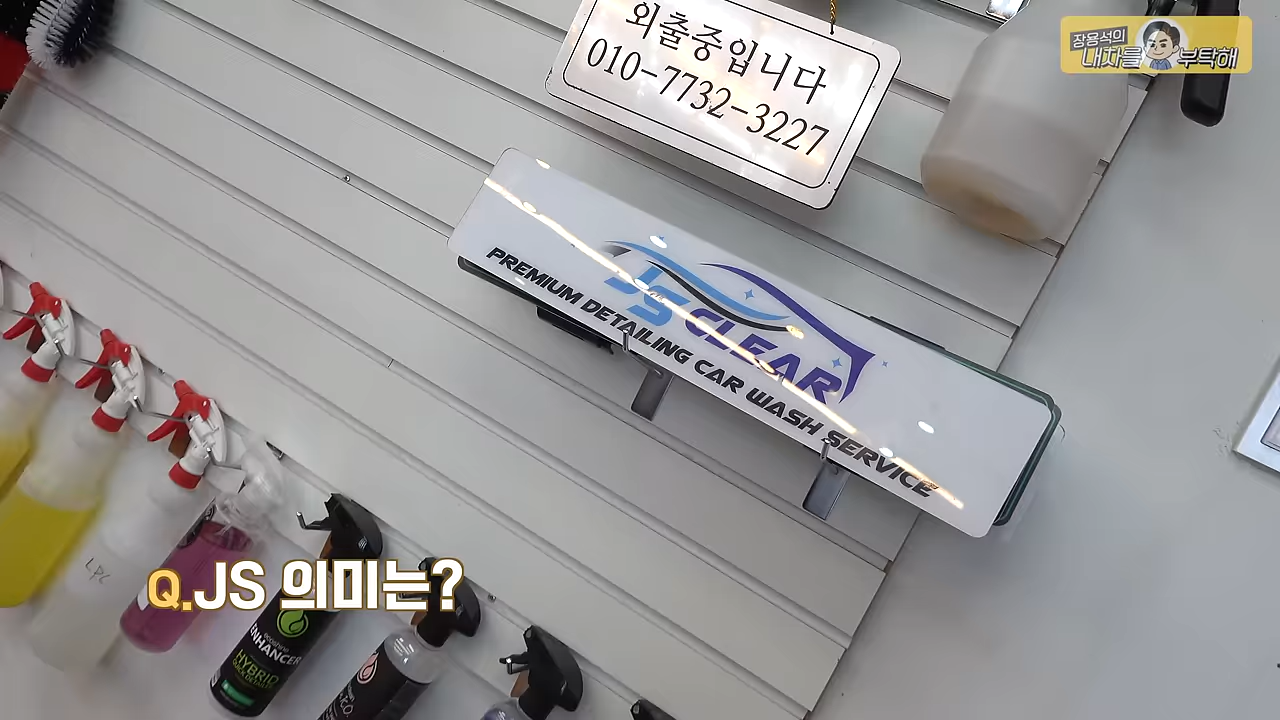 외출중입니다
010-7732-3227
장용석의
내차를 부탁해
JS CLEAR
PREMIUM DETAILING CAR WASH SERVICE
LPC
ENHANCER
HYBRID
Q.JS 의미는?